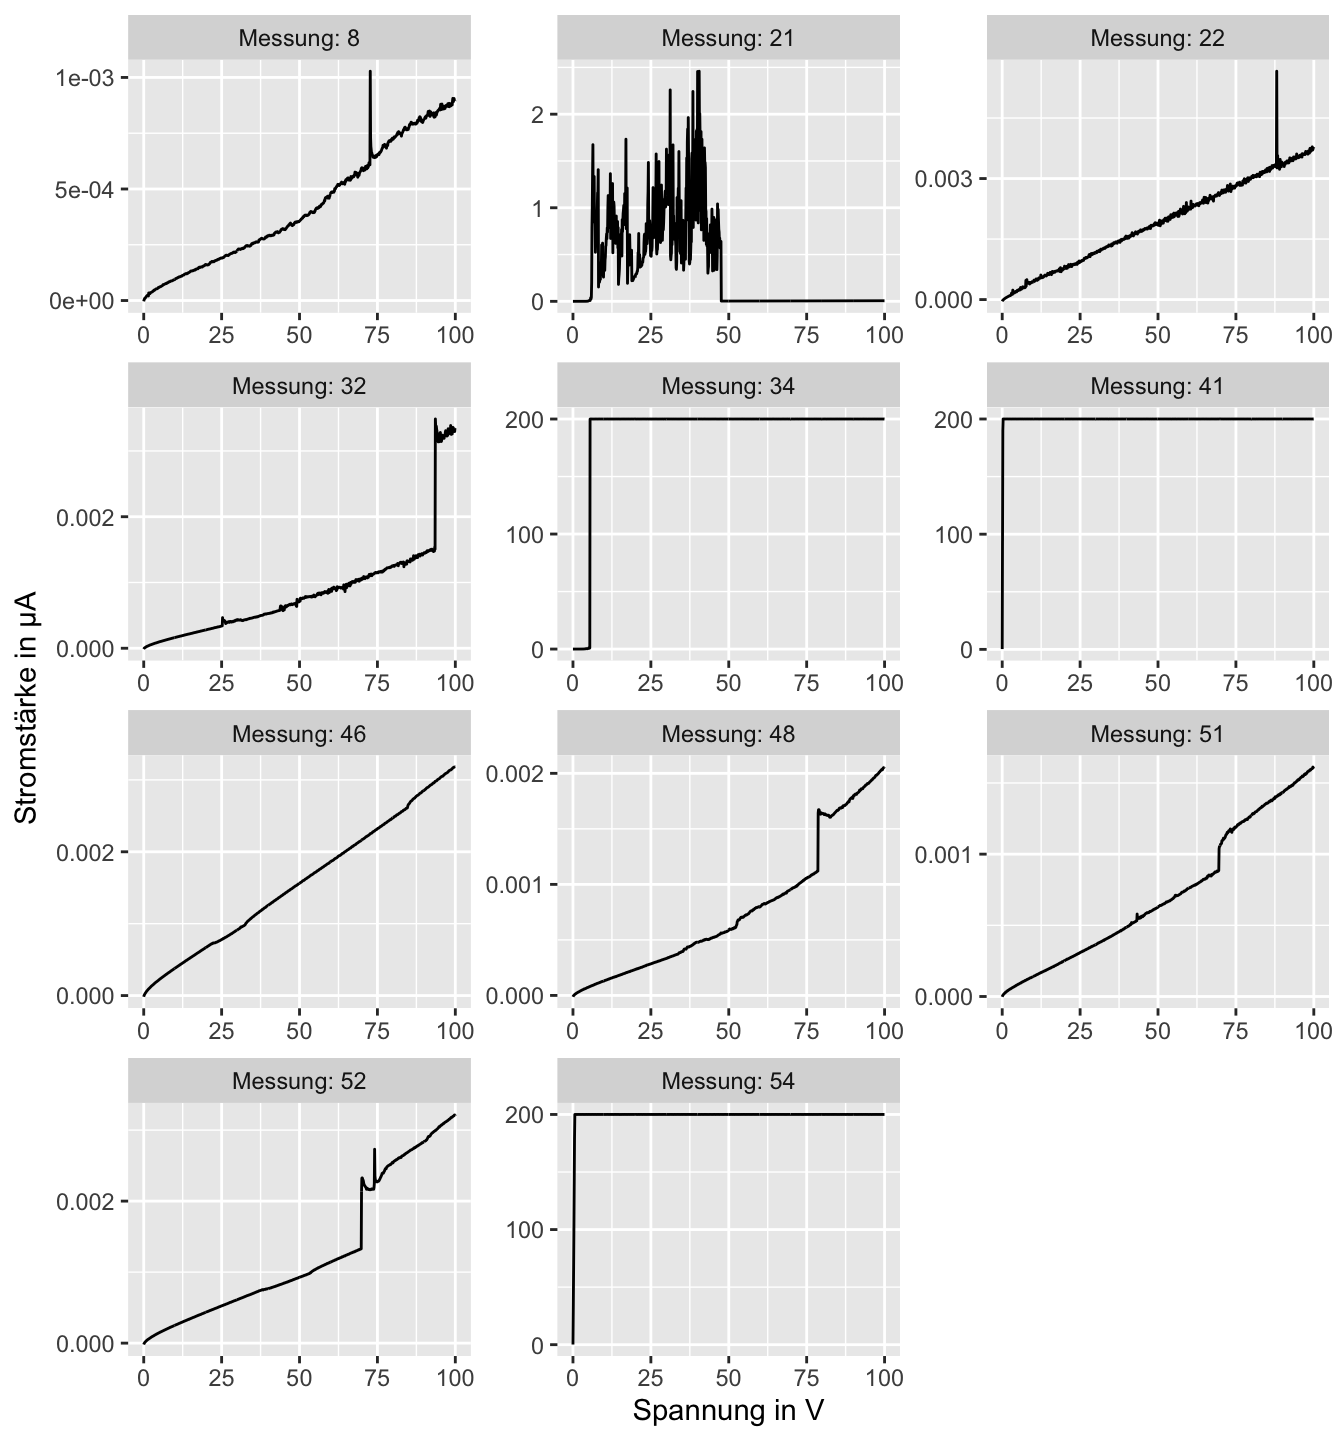 Messung: 8
Messung: 21
Messung: 22
1e-03
5e-04
0e+00
0 25 50 75 100
2
1
0
0 25 50 75 100
0.003
0.000
0 25 50 75 100
Messung: 32
Messung: 34
Messung: 41
0.002
0.000
0 25 50 75 100
200
100
0
0 25 50 75 100
200
100
0
0 25 50 75 100
Stromstärke in µA
Messung: 46
Messung: 48
Messung: 51
0.002
0.000
0 25 50 75 100
0.002
0.001
0.000
0 25 50 75 100
0.001
0.000
0 25 50 75 100
Messung: 52
Messung: 54
0.002
0.000
0 25 50 75 100
200
100
0
0 25 50 75 100
Spannung in V